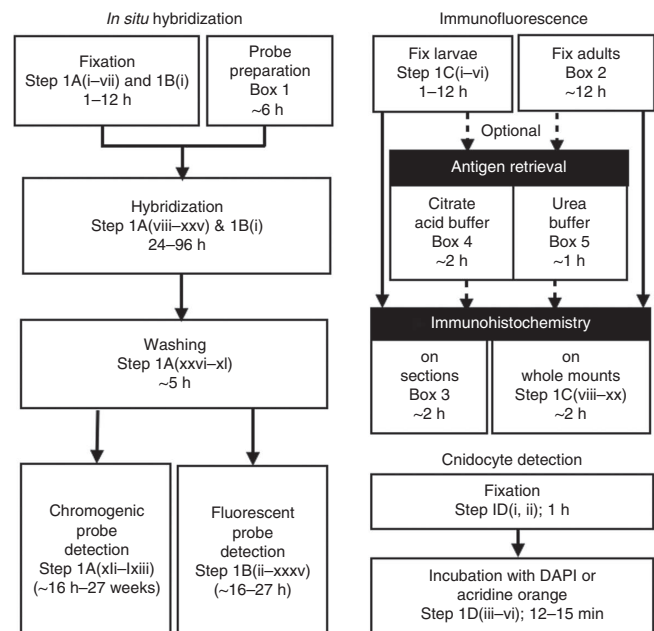 In situ hybridization
Fixation
Step 1A(i–vii) and 1B(i)
1–12 h
Probe
preparation
Box 1
~6 h
Hybridization
Step 1A(viii–xxv) & 1B(i)
24–96 h
Washing
Step 1A(xxvi–xl)
~5 h
Chromogenic
probe
detection
Step 1A(xli–lxiii)
(~16 h–27 weeks)
Fluorescent
probe
detection
Step 1B(ii–xxxv)
(~16–27 h)
Immunofluorescence
Fix larvae
Step 1C(i–vi)
1–12 h
Fix adults
Box 2
~12 h
Optional
Antigen retrieval
Citrate
acid buffer
Box 4
~2 h
Urea
buffer
Box 5
~1 h
Immunohistochemistry
on
sections
Box 3
~2 h
on
whole mounts
Step 1C(viii–xx)
~2 h
Cnidocyte detection
Fixation
Step ID(i, ii); 1 h
Incubation with DAPI or
acridine orange
Step 1D(iii–vi); 12–15 min